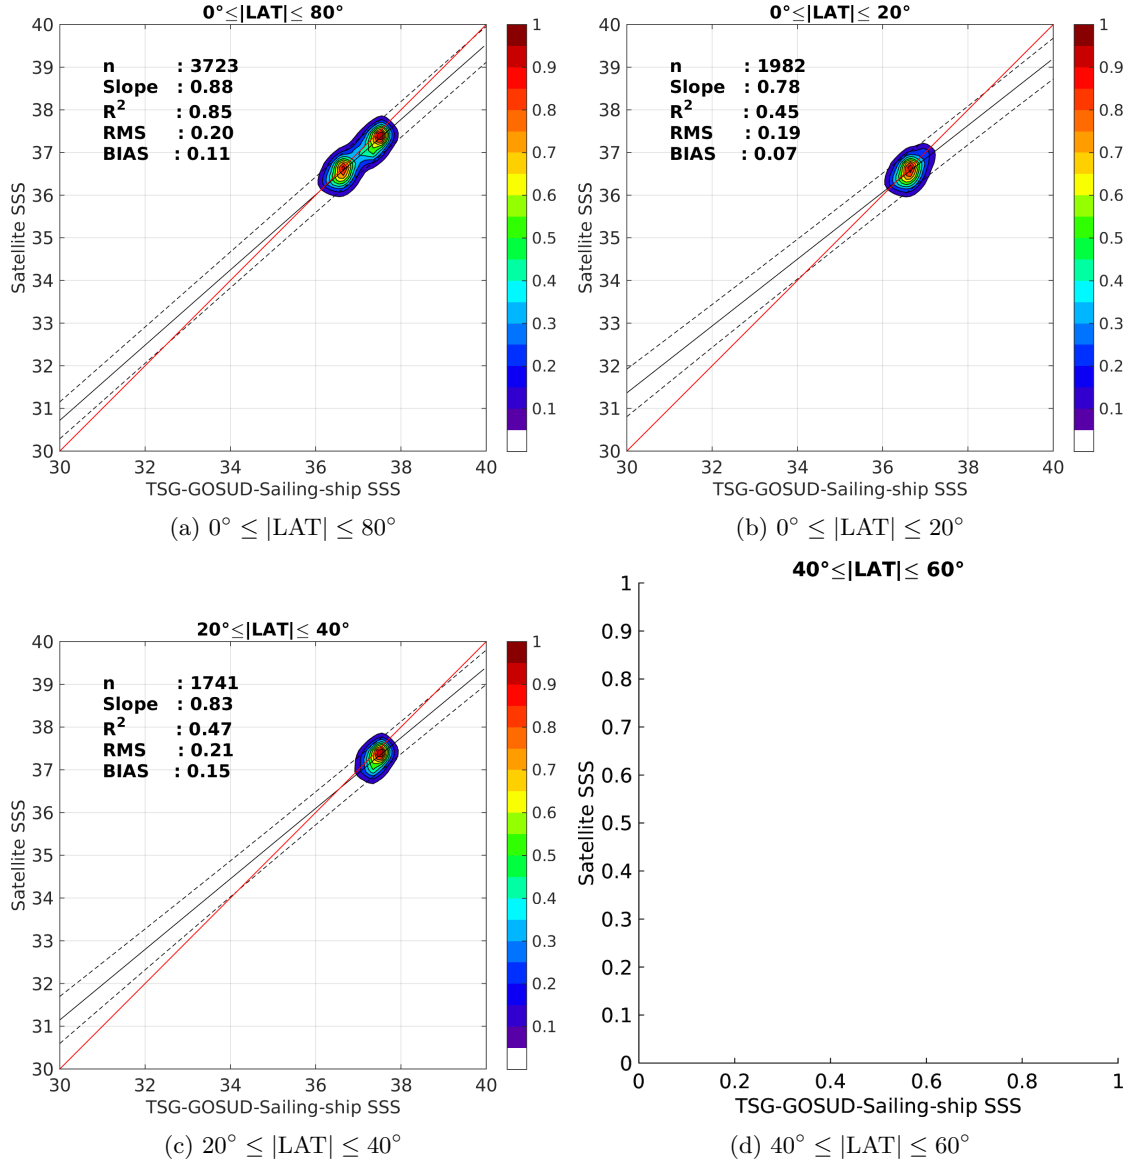 0°≤|LAT|≤ 80°
n : 3723
Slope : 0.88
R² : 0.85
RMS : 0.20
BIAS : 0.11
40
39
38
37
36
35
34
33
32
31
30
Satellite SSS
30 32 34 36 38 40
TSG-GOSUD-Sailing-ship SSS
1
0.9
0.8
0.7
0.6
0.5
0.4
0.3
0.2
0.1
(a) 0° ≤ |LAT| ≤ 80°
0°≤|LAT|≤ 20°
n : 1982
Slope : 0.78
R² : 0.45
RMS : 0.19
BIAS : 0.07
40
39
38
37
36
35
34
33
32
31
30
Satellite SSS
30 32 34 36 38 40
TSG-GOSUD-Sailing-ship SSS
1
0.9
0.8
0.7
0.6
0.5
0.4
0.3
0.2
0.1
(b) 0° ≤ |LAT| ≤ 20°
20°≤|LAT|≤ 40°
n : 1741
Slope : 0.83
R² : 0.47
RMS : 0.21
BIAS : 0.15
40
39
38
37
36
35
34
33
32
31
30
Satellite SSS
30 32 34 36 38 40
TSG-GOSUD-Sailing-ship SSS
1
0.9
0.8
0.7
0.6
0.5
0.4
0.3
0.2
0.1
(c) 20° ≤ |LAT| ≤ 40°
40°≤|LAT|≤ 60°
1
0.9
0.8
0.7
0.6
0.5
0.4
0.3
0.2
0.1
0
Satellite SSS
0 0.2 0.4 0.6 0.8 1
TSG-GOSUD-Sailing-ship SSS
(d) 40° ≤ |LAT| ≤ 60°